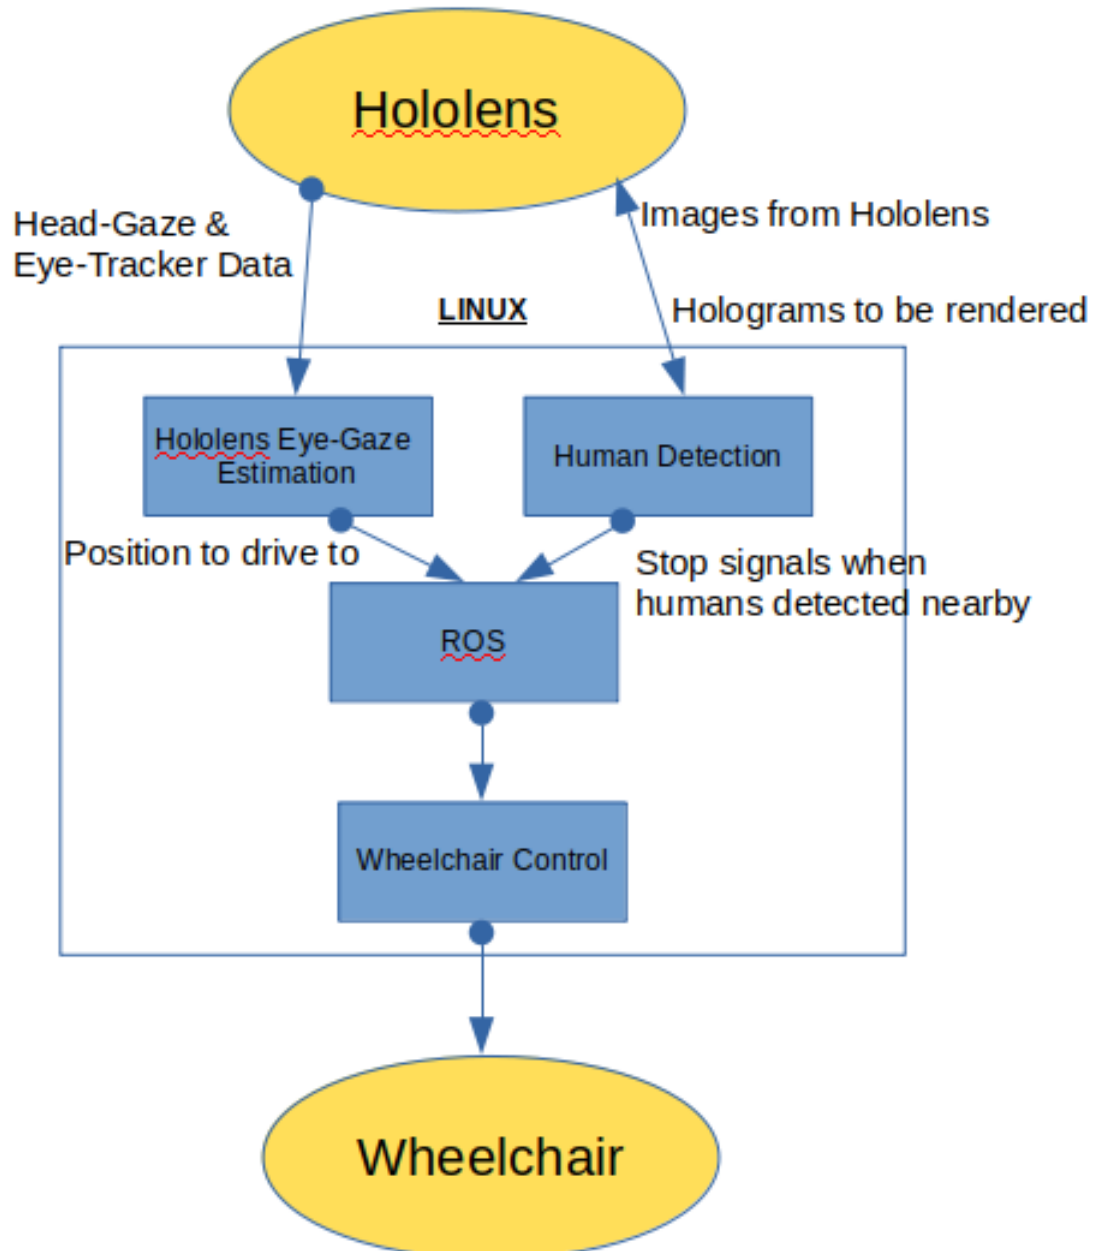 Hololens
Head-Gaze &
Eye-Tracker Data
Images from Hololens
Holograms to be rendered
LINUX
Hololens Eye-Gaze
Estimation
Human Detection
Position to drive to
Stop signals when
humans detected nearby
ROS
Wheelchair Control
Wheelchair